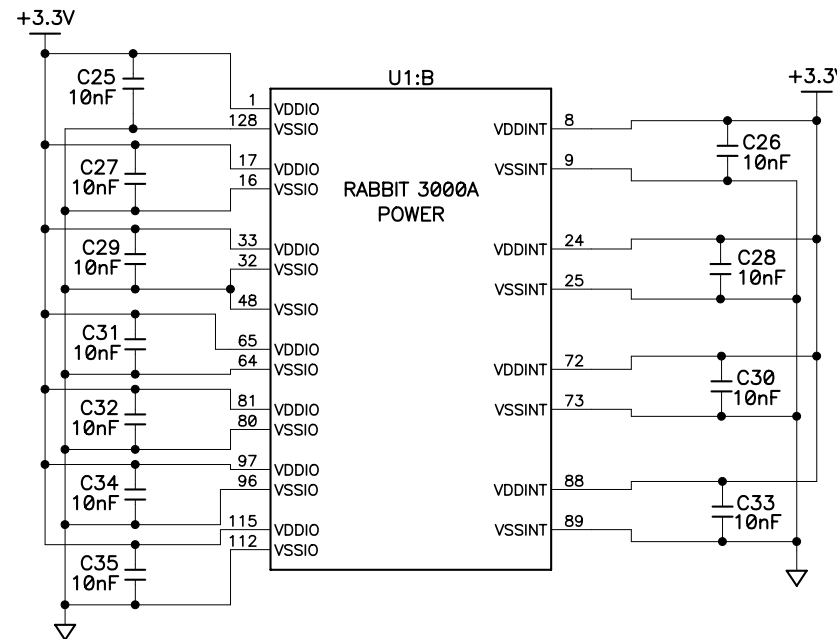 +3.3V
U1:B
RABBIT 3000A
POWER
C25
10nF
1
VDDIO
128
VSSIO
C27
10nF
17
VDDIO
16
VSSIO
C29
10nF
33
VDDIO
32
VSSIO
48
VSSIO
C31
10nF
65
VDDIO
64
VSSIO
C32
10nF
81
VDDIO
80
VSSIO
C34
10nF
97
VDDIO
96
VSSIO
C35
10nF
115
VDDIO
112
VSSIO
+3.3V
VDDINT
8
VSSINT
9
C26
10nF
VDDINT
24
VSSINT
25
C28
10nF
VDDINT
72
VSSINT
73
C30
10nF
VDDINT
88
VSSINT
89
C33
10nF